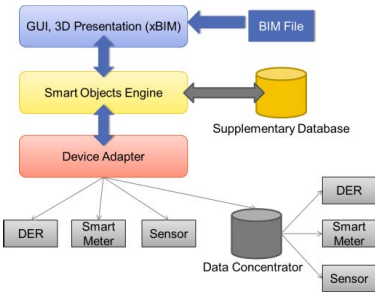 GUI, 3D Presentation (xBIM)
BIM File
Smart Objects Engine
Supplementary Database
Device Adapter
DER
Smart
Meter
Sensor
Data Concentrator
DER
Smart
Meter
Sensor